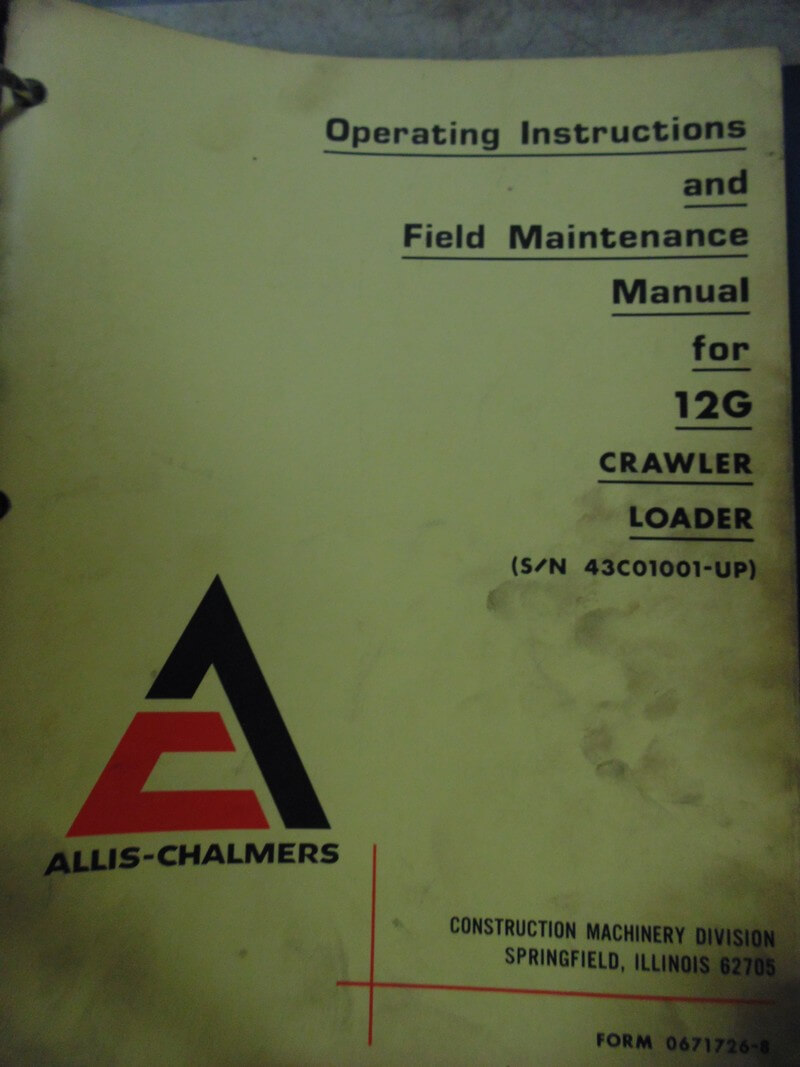 Operating Instructions
and
Field Maintenance
Manual
for
12G
CRAWLER
LOADER
(S/N 43C01001-UP)
ALLIS-CHALMERS
CONSTRUCTION MACHINERY DIVISION
SPRINGFIELD, ILLINOIS 62705
FORM 0671726-8